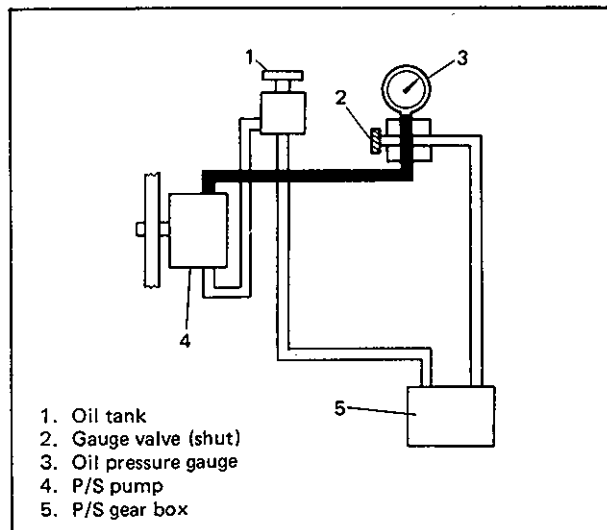 1
3
2
4
5
1. Oil tank
2. Gauge valve (shut)
3. Oil pressure gauge
4. P/S pump
5. P/S gear box